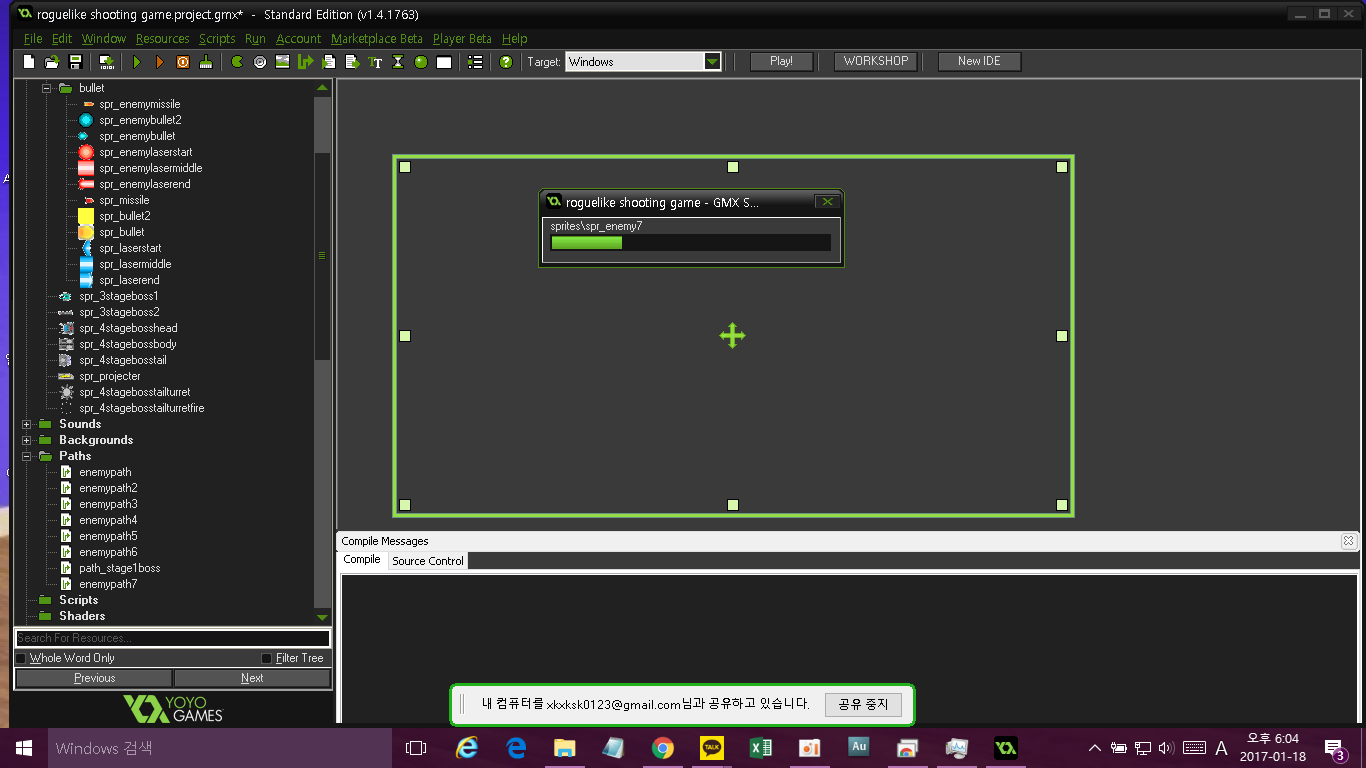 roguelike shooting game.project.gmx* - Standard Edition (v1.4.1763)
File Edit Window Resources Scripts Run Account Marketplace Beta Player Beta Help
Target: Windows Play! WORKSHOP New IDE
bullet
spr_enemymissile
spr_enemybullet2
spr_enemybullet
spr_enemylaserstart
spr_enemylasermiddle
spr_enemylaserend
spr_missile
spr_bullet2
spr_bullet
spr_laserstart
spr_lasermiddle
spr_laserend
spr_3stageboss1
spr_3stageboss2
spr_4stagebosshead
spr_4stagebossbody
spr_4stagebosstail
spr_projecter
spr_4stagebosstailturret
spr_4stagebosstailturretfire
Sounds
Backgrounds
Paths
enemypath
enemypath2
enemypath3
enemypath4
enemypath5
enemypath6
path_stage1boss
enemypath7
Scripts
Shaders
Search For Resources...
Whole Word Only Filter Tree
Previous Next
YOYO
GAMES
roguelike shooting game - GMX S...
sprites\spr_enemy7
Compile Messages
Compile Source Control
내 컴퓨터를 xkxksk0123@gmail.com님과 공유하고 있습니다. 공유 중지
Windows 검색
TALK
Au
A
오후 6:04
2017-01-18
3